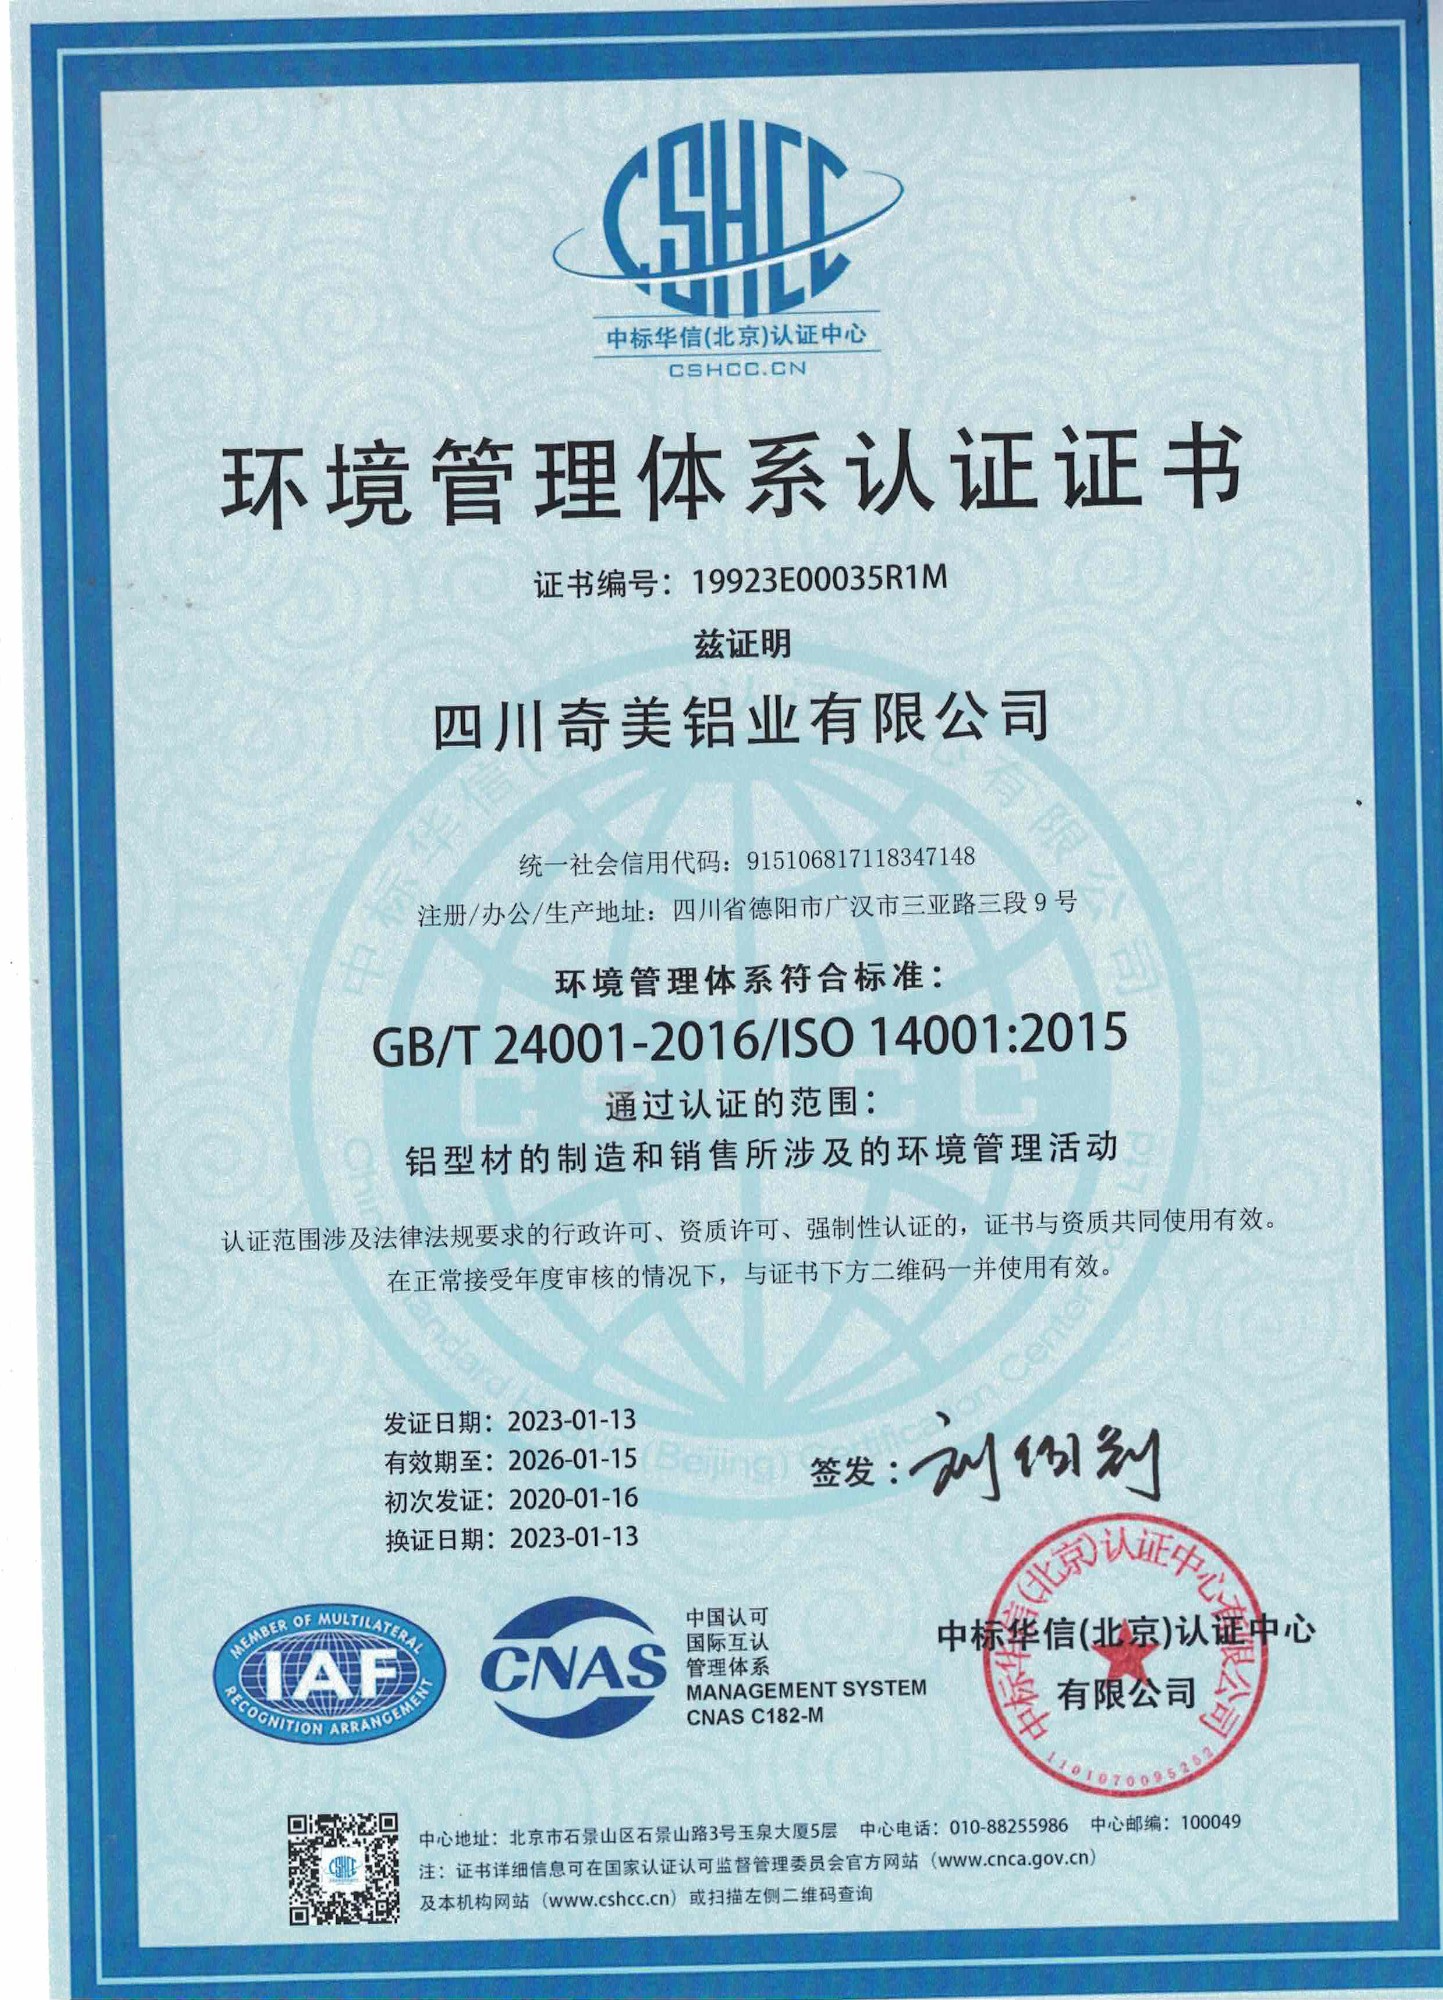 CSHCC
中标华信(北京)认证中心
CSHCC.CN
环境管理体系认证证书
证书编号：19923E00035R1M
兹证明
四川奇美铝业有限公司
统一社会信用代码：915106817118347148
注册/办公/生产地址：四川省德阳市广汉市三亚路三段 9 号
环境管理体系符合标准：
GB/T 24001-2016/ISO 14001:2015
通过认证的范围：
铝型材的制造和销售所涉及的环境管理活动
认证范围涉及法律法规要求的行政许可、资质许可、强制性认证的，证书与资质共同使用有效。
在正常接受年度审核的情况下，与证书下方二维码一并使用有效。
发证日期：2023-01-13
有效期至：2026-01-15
初次发证：2020-01-16
换证日期：2023-01-13
签发：
MEMBER OF MULTILATERAL
IAF
RECOGNITION ARRANGEMENT
CNAS
中国认可
国际互认
管理体系
MANAGEMENT SYSTEM
CNAS C182-M
中标华信(北京)认证中心
有限公司
中标华信(北京)认证中心有限公司
1101070095252
中心地址：北京市石景山区石景山路3号玉泉大厦5层 中心电话：010-88255986 中心邮编：100049
注：证书详细信息可在国家认证认可监督管理委员会官方网站（www.cnca.gov.cn）
及本机构网站（www.cshcc.cn）或扫描左侧二维码查询